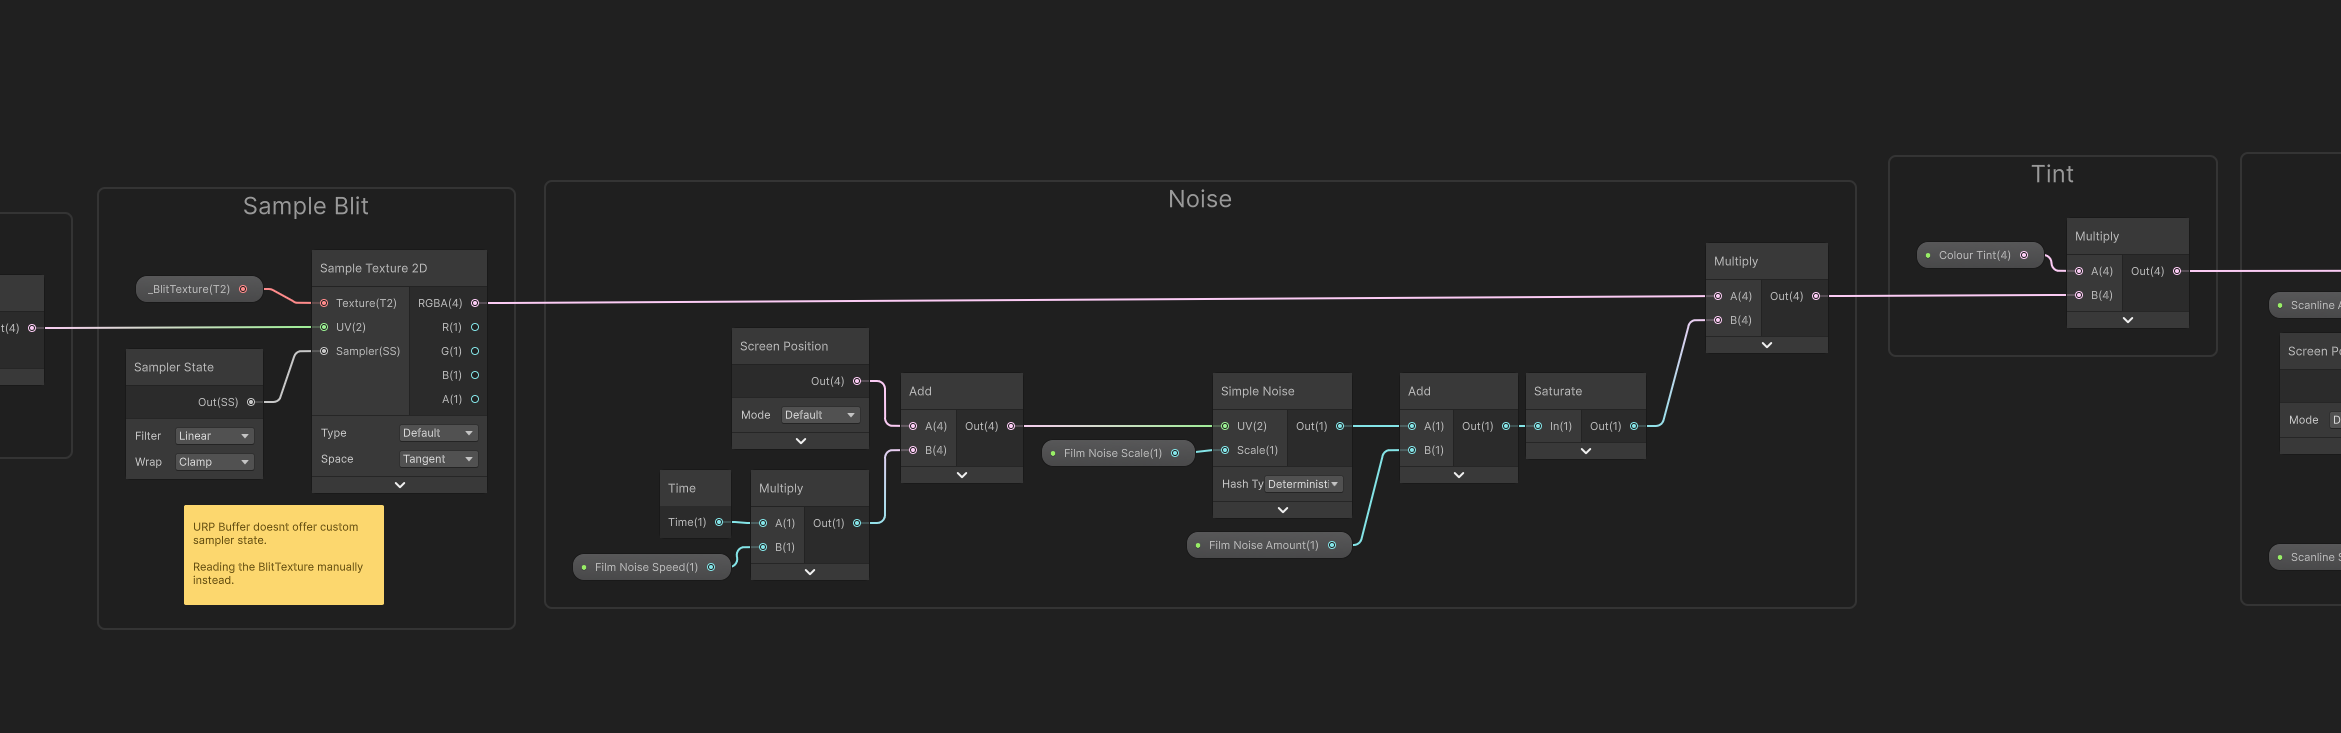 t(4)
Sample Blit
_BlitTexture(T2)
Sample Texture 2D
Texture(T2)
RGBA(4)
UV(2)
R(1)
Sampler(SS)
G(1)
B(1)
A(1)
Type
Default
Space
Tangent
Sampler State
Out(SS)
Filter
Linear
Wrap
Clamp
URP Buffer doesnt offer custom
sampler state.
Reading the BlitTexture manually
instead.
Noise
Screen Position
Out(4)
Mode
Default
Time
Time(1)
Film Noise Speed(1)
Multiply
A(1)
Out(1)
B(1)
Add
A(4)
Out(4)
B(4)
Film Noise Scale(1)
Simple Noise
UV(2)
Out(1)
Scale(1)
Hash Ty
Determinist
Film Noise Amount(1)
Add
A(1)
Out(1)
B(1)
Saturate
In(1)
Out(1)
Multiply
A(4)
Out(4)
B(4)
Tint
Colour Tint(4)
Multiply
A(4)
Out(4)
B(4)
Scanline A
Screen Po
Mode
D
Scanline S